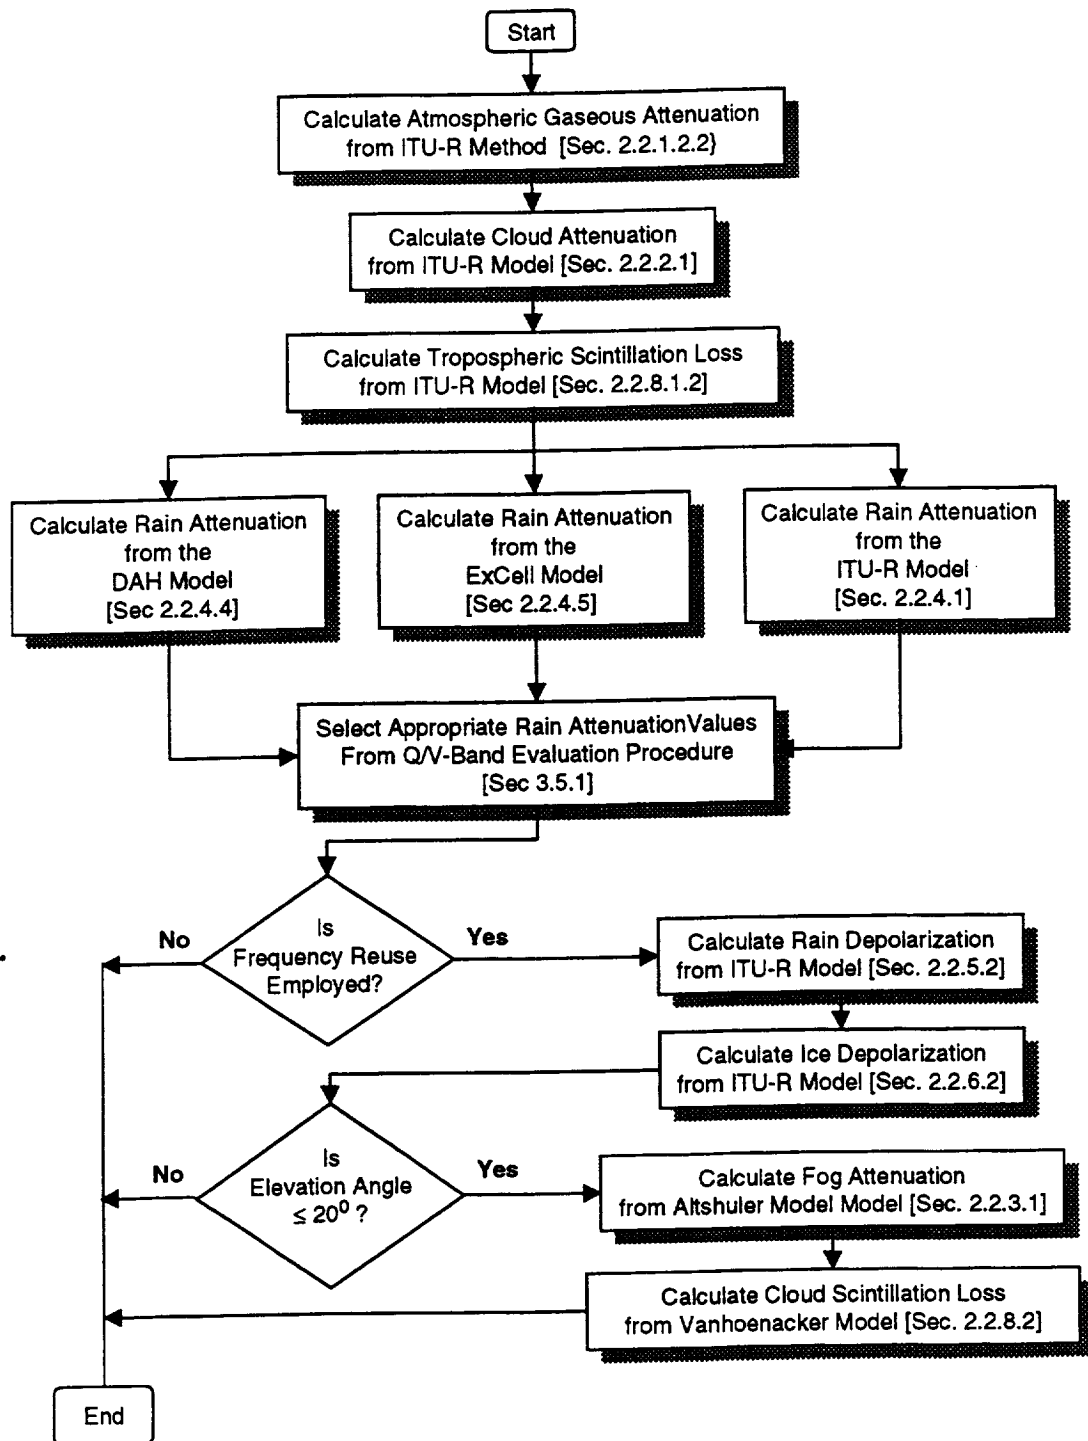 Start
Calculate Atmospheric Gaseous Attenuation
from ITU-R Method [Sec. 2.2.1.2.2}
Calculate Cloud Attenuation
from ITU-R Model [Sec. 2.2.2.1]
Calculate Tropospheric Scintillation Loss
from ITU-R Model [Sec. 2.2.8.1.2]
Calculate Rain Attenuation
from the
DAH Model
[Sec 2.2.4.4]
Calculate Rain Attenuation
from the
ExCell Model
[Sec 2.2.4.5]
Calculate Rain Attenuation
from the
ITU-R Model
[Sec. 2.2.4.1]
Select Appropriate Rain AttenuationValues
From Q/V-Band Evaluation Procedure
[Sec 3.5.1]
Is
Frequency Reuse
Employed?
No
Yes
Calculate Rain Depolarization
from ITU-R Model [Sec. 2.2.5.2]
Calculate Ice Depolarization
from ITU-R Model [Sec. 2.2.6.2]
Is
Elevation Angle
≤ 20⁰ ?
No
Yes
Calculate Fog Attenuation
from Altshuler Model Model [Sec. 2.2.3.1]
Calculate Cloud Scintillation Loss
from Vanhoenacker Model [Sec. 2.2.8.2]
End